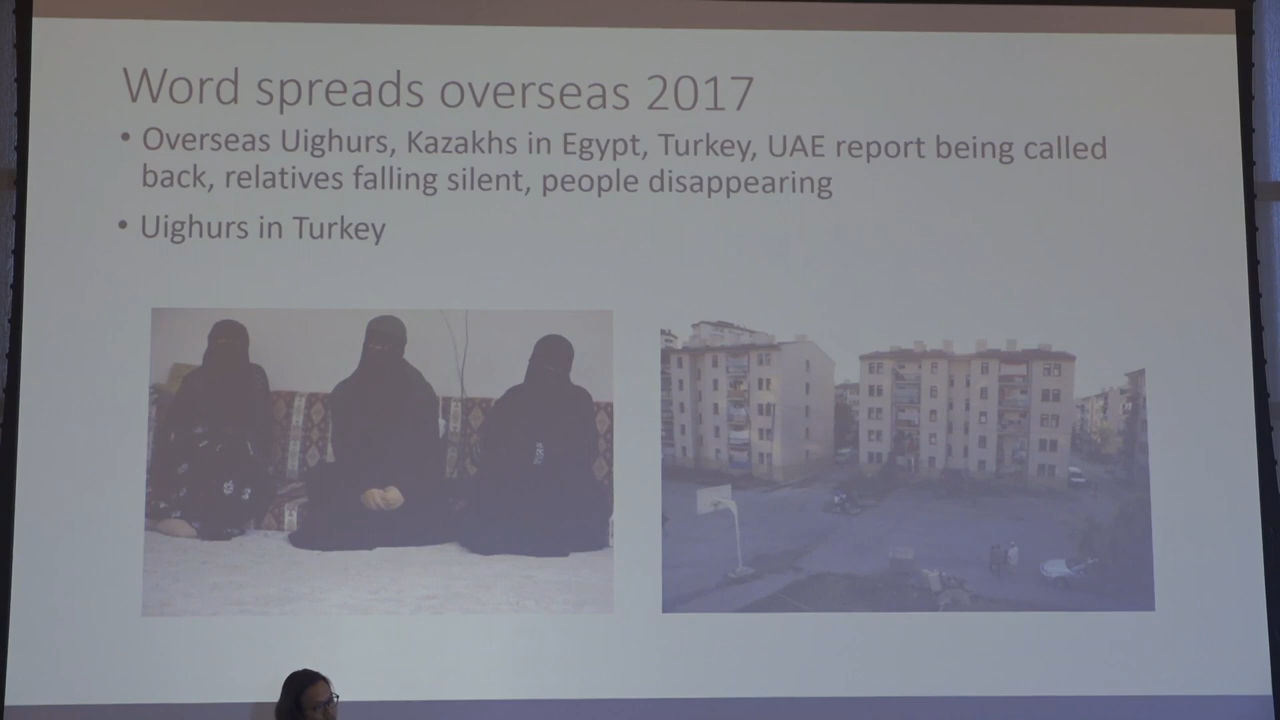 Word spreads overseas 2017
• Overseas Uighurs, Kazakhs in Egypt, Turkey, UAE report being called
back, relatives falling silent, people disappearing
• Uighurs in Turkey